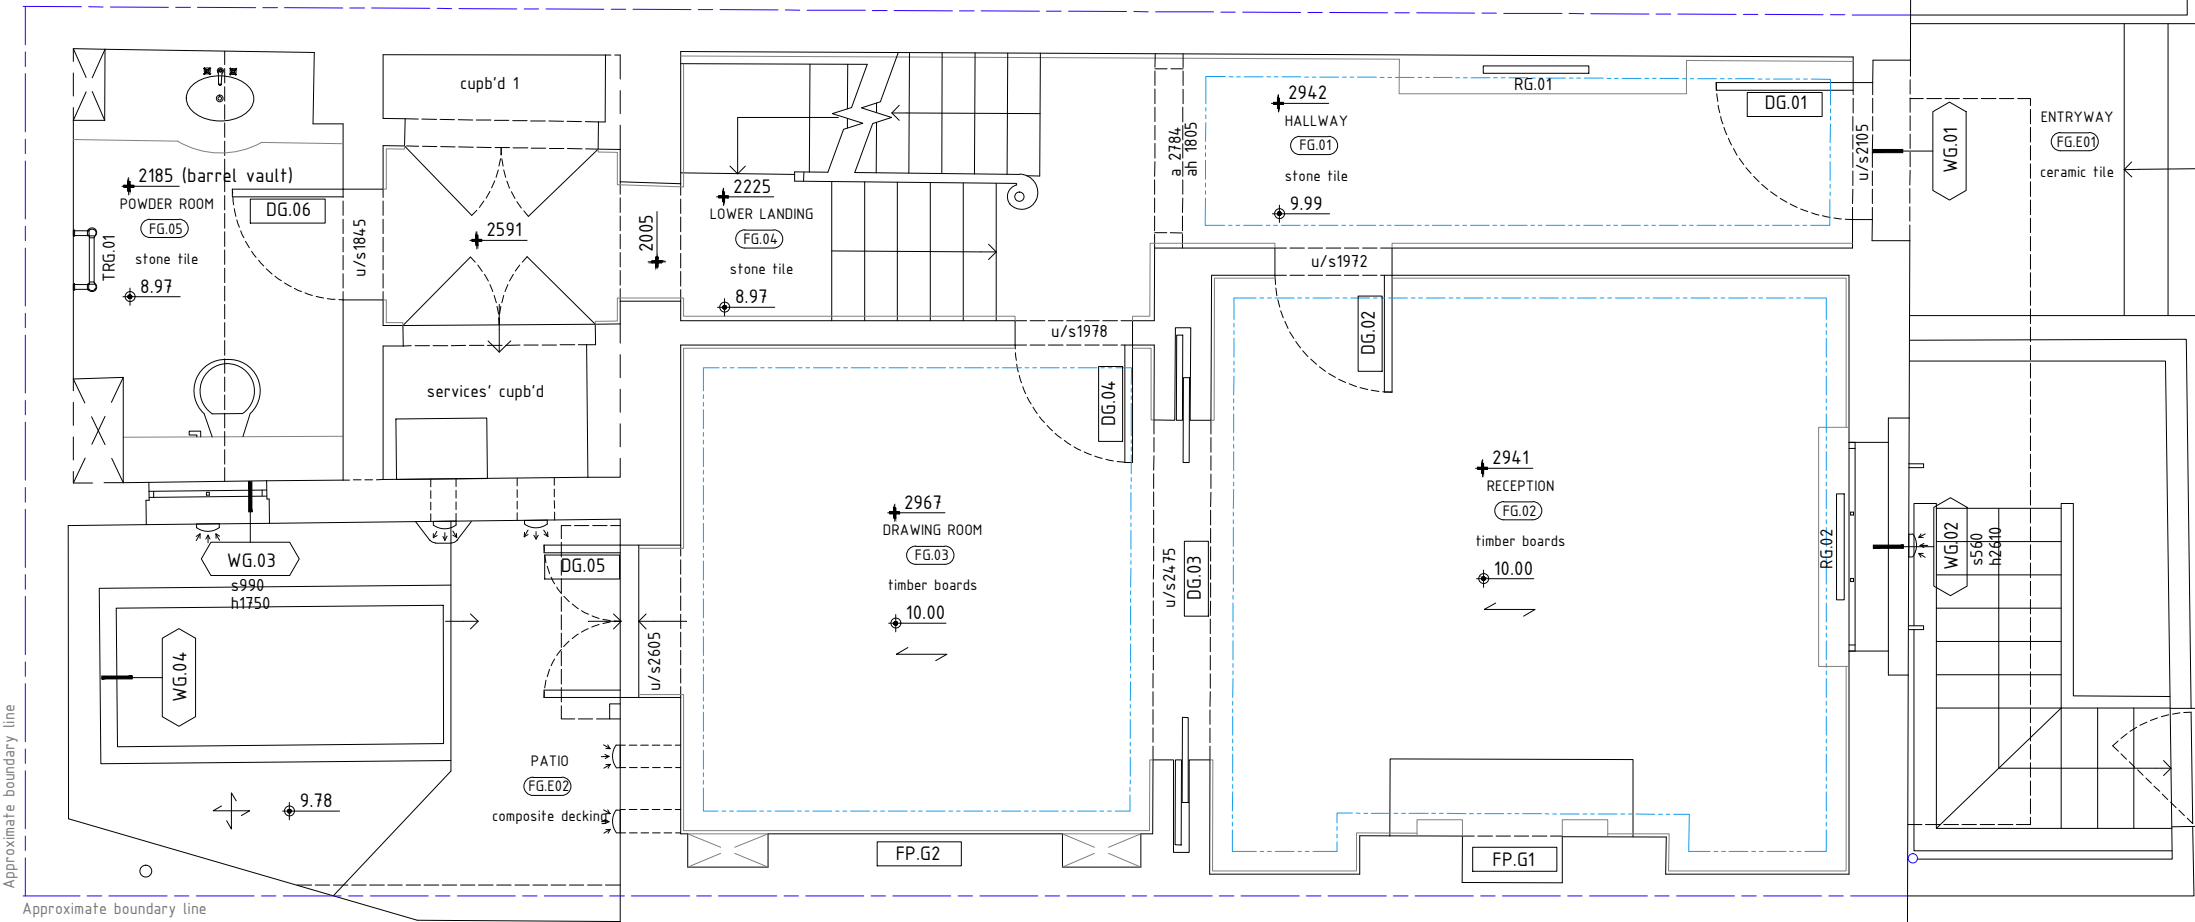 cupb'd 1
RG.01
2942
HALLWAY
FG.01
stone tile
9.99
DG.01
u/s2105
WG.01
ENTRYWAY
FG.E01
ceramic tile
a 2784
ah 1805
2185 (barrel vault)
POWDER ROOM
FG.05
stone tile
8.97
TRG.01
DG.06
u/s1845
2591
2005
2225
LOWER LANDING
FG.04
stone tile
8.97
u/s1972
DG.02
u/s1978
DG.04
services' cupb'd
2967
DRAWING ROOM
FG.03
timber boards
10.00
2941
RECEPTION
FG.02
timber boards
10.00
RG.02
WG.02
s560
h2610
u/s2475
DG.03
WG.03
s990
h1750
WG.04
DG.05
u/s2605
PATIO
FG.E02
composite decking
9.78
FP.G2
FP.G1
Approximate boundary line
Approximate boundary line